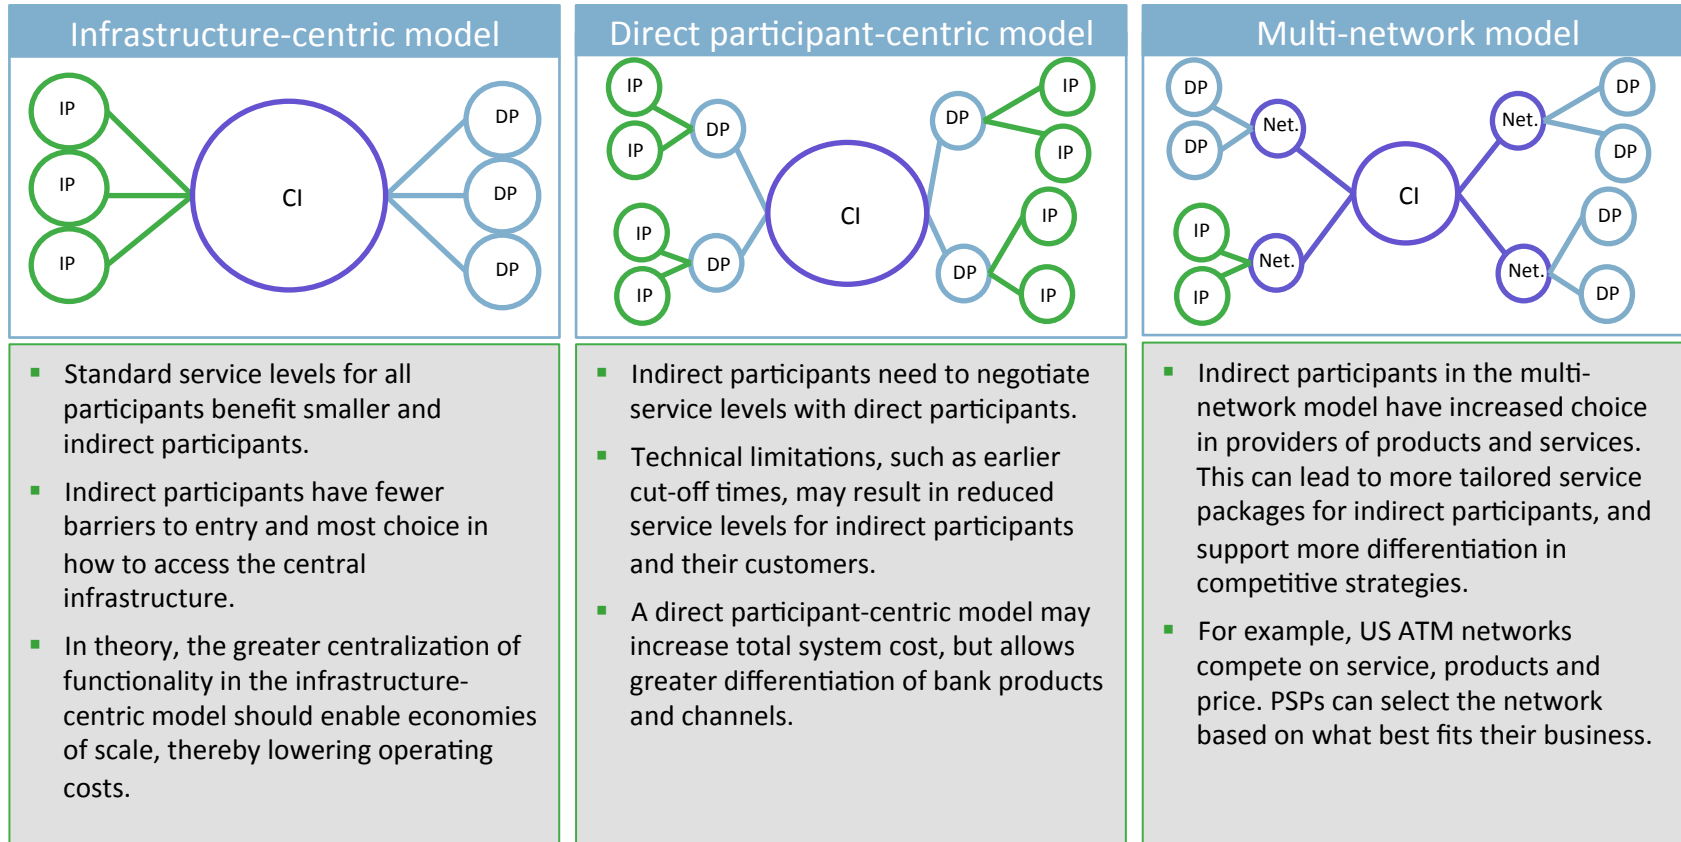 Infrastructure-centric model
IP
IP
IP
CI
DP
DP
DP
▪ Standard service levels for all
participants benefit smaller and
indirect participants.
▪ Indirect participants have fewer
barriers to entry and most choice in
how to access the central
infrastructure.
▪ In theory, the greater centralization of
functionality in the infrastructure-
centric model should enable economies
of scale, thereby lowering operating
costs.
Direct participant-centric model
IP
IP
DP
IP
IP
DP
CI
DP
IP
IP
DP
IP
IP
▪ Indirect participants need to negotiate
service levels with direct participants.
▪ Technical limitations, such as earlier
cut-off times, may result in reduced
service levels for indirect participants
and their customers.
▪ A direct participant-centric model may
increase total system cost, but allows
greater differentiation of bank products
and channels.
Multi-network model
DP
DP
Net.
IP
IP
Net.
CI
Net.
DP
DP
Net.
DP
DP
▪ Indirect participants in the multi-
network model have increased choice
in providers of products and services.
This can lead to more tailored service
packages for indirect participants, and
support more differentiation in
competitive strategies.
▪ For example, US ATM networks
compete on service, products and
price. PSPs can select the network
based on what best fits their business.